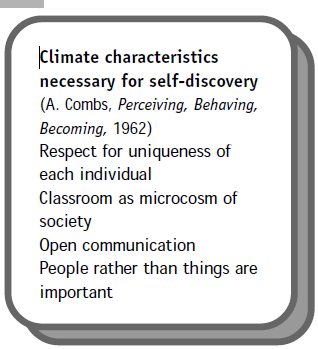 Climate characteristics
necessary for self-discovery
(A. Combs, Perceiving, Behaving,
Becoming, 1962)
Respect for uniqueness of
each individual
Classroom as microcosm of
society
Open communication
People rather than things are
important